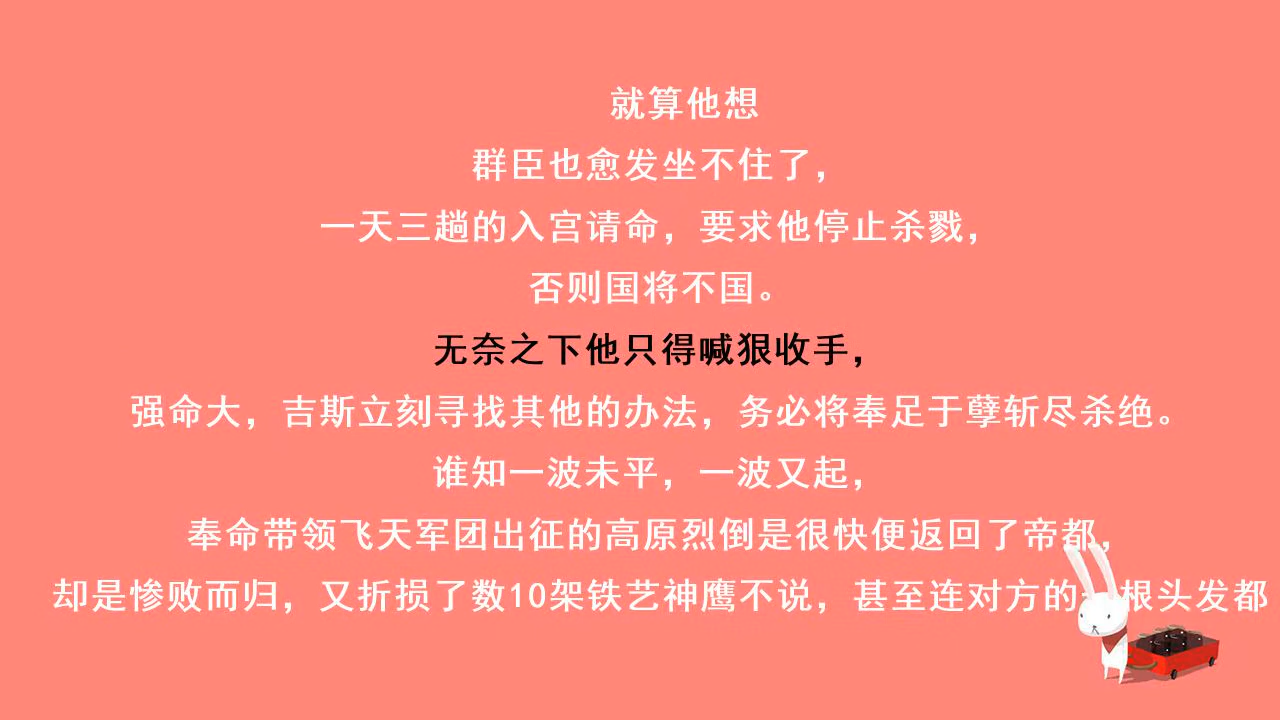 就算他想
群臣也愈发坐不住了，
一天三趟的入宫请命，要求他停止杀戮，
否则国将不国。
无奈之下他只得喊狠收手，
强命大，吉斯立刻寻找其他的办法，务必将奉足于孽斩尽杀绝。
谁知一波未平，一波又起，
奉命带领飞天军团出征的高原烈倒是很快便返回了帝都，
却是惨败而归，又折损了数10架铁艺神鹰不说，甚至连对方的一根头发都